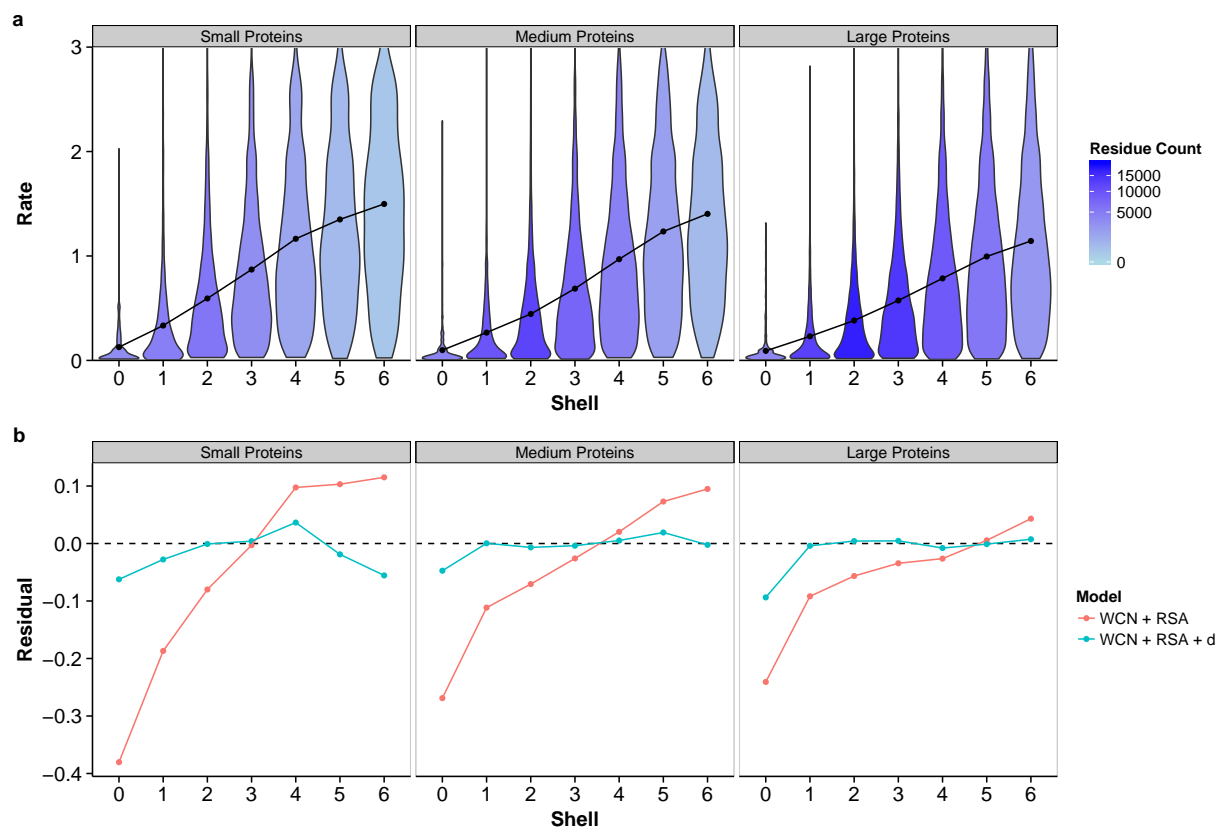 a
Small Proteins Medium Proteins Large Proteins
3
2
1
0
Rate
0 1 2 3 4 5 6 0 1 2 3 4 5 6 0 1 2 3 4 5 6
Shell
Residue Count
15000
10000
5000
0
b
Small Proteins Medium Proteins Large Proteins
0.1
0.0
−0.1
−0.2
−0.3
−0.4
Residual
0 1 2 3 4 5 6 0 1 2 3 4 5 6 0 1 2 3 4 5 6
Shell
Model
WCN + RSA
WCN + RSA + d